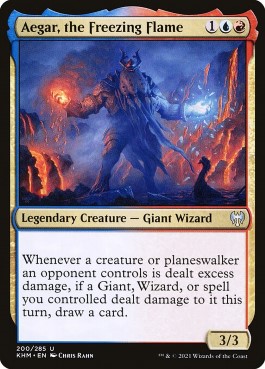 Aegar, the Freezing Flame 1
Legendary Creature — Giant Wizard
Whenever a creature or planeswalker
an opponent controls is dealt excess
damage, if a Giant, Wizard, or spell
you controlled dealt damage to it this
turn, draw a card.
3/3
200/285 U
KHM • EN Chris Rahn
™ & © 2021 Wizards of the Coast